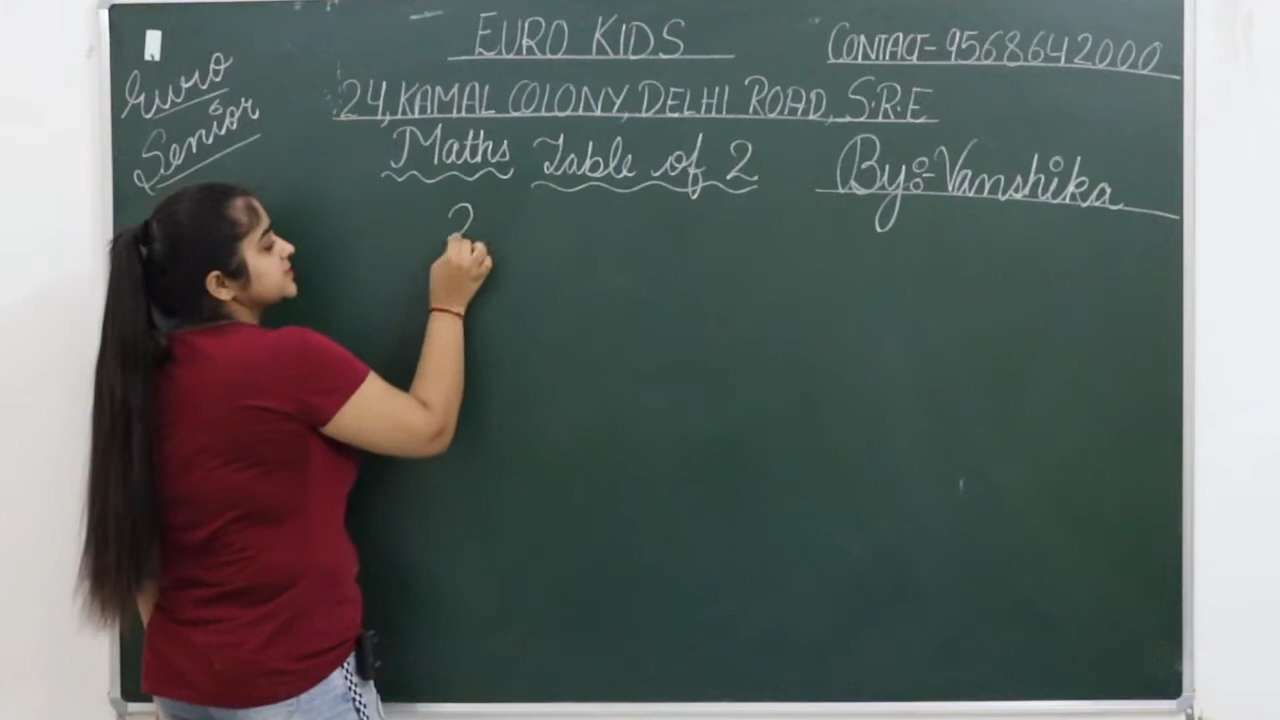 EURO KIDS
CONTACT- 9568642000
Euro
Senior
24, KAMAL COLONY, DELHI ROAD, S.R.E
Maths Table of 2
By:- Vanshika
2